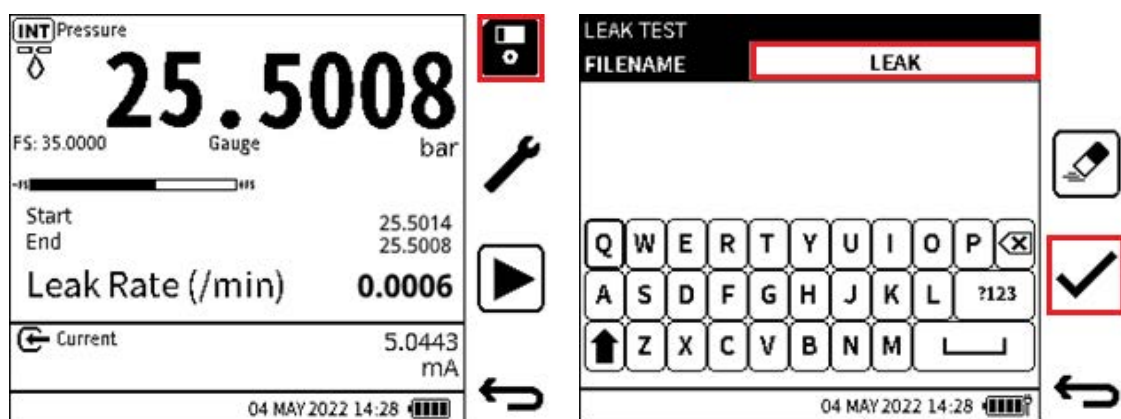 INT Pressure
25.5008
FS: 35.0000 Gauge bar
-FS +FS
Start 25.5014
End 25.5008
Leak Rate (/min) 0.0006
Current 5.0443
mA
04 MAY 2022 14:28
LEAK TEST
FILENAME LEAK
Q W E R T Y U I O P
A S D F G H J K L ?123
Z X C V B N M
04 MAY 2022 14:28